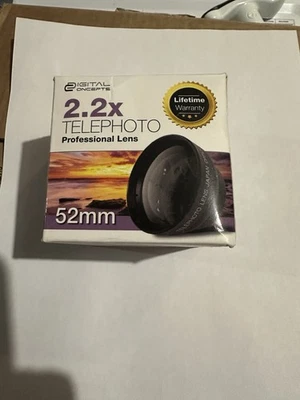 DIGITAL
CONCEPTS
2.2x
TELEPHOTO
Professional Lens
Lifetime
Warranty
52mm